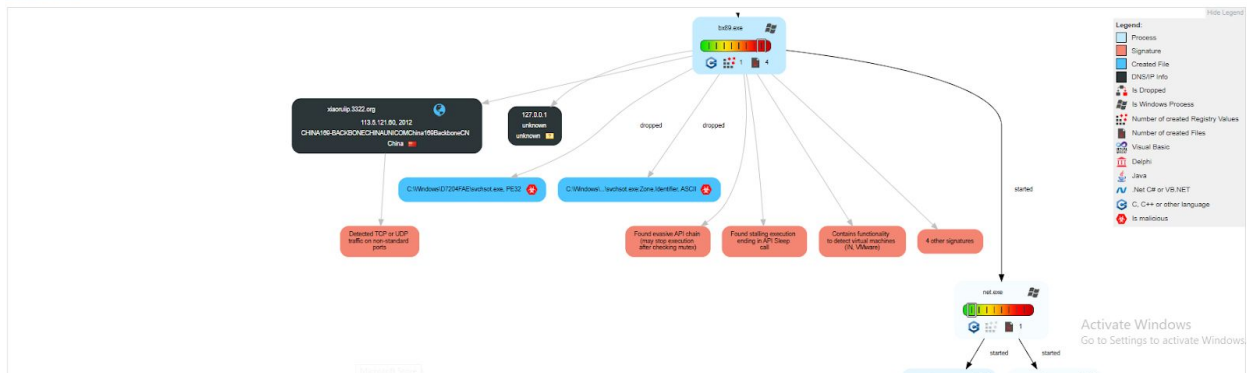 Hide Legend
Legend:
Process
Signature
Created File
DNS/IP Info
Is Dropped
Is Windows Process
Number of created Registry Values
Number of created Files
Visual Basic
Delphi
Java
.Net C# or VB.NET
C, C++ or other language
Is malicious
bx89.exe
1 4
xiaoruiip.3322.org
113.5.121.60, 2012
CHINA169-BACKBONECHINAUNICOMChina169BackboneCN
China
127.0.0.1
unknown
unknown
dropped
dropped
C:\Windows\D7204FAE\svchsot.exe, PE32
C:\Windows\...\svchsot.exe:Zone.Identifier, ASCII
started
Detected TCP or UDP
traffic on non-standard
ports
Found evasive API chain
(may stop execution
after checking mutex)
Found stalling execution
ending in API Sleep
call
Contains functionality
to detect virtual machines
(IN, VMware)
4 other signatures
net.exe
1
started
started
Activate Windows
Go to Settings to activate Windows.